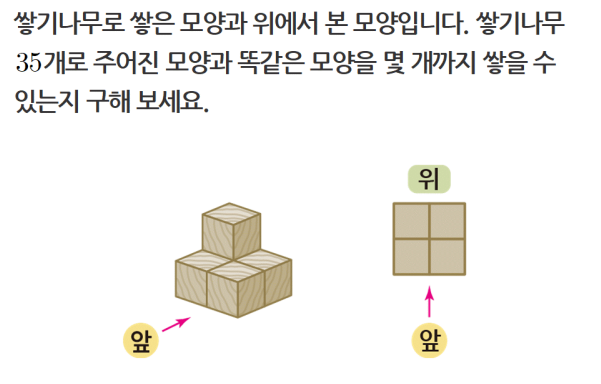 쌓기나무로 쌓은 모양과 위에서 본 모양입니다. 쌓기나무
35개로 주어진 모양과 똑같은 모양을 몇 개까지 쌓을 수
있는지 구해 보세요.
위
앞
앞